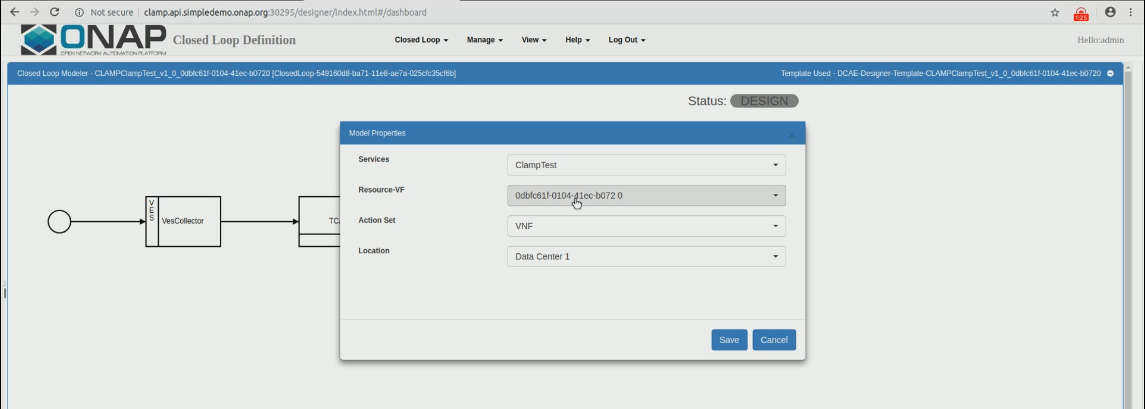 Not secure | clamp.api.simpledemo.onap.org:30295/designer/index.html#/dashboard
1:25
ONAP
OPEN NETWORK AUTOMATION PLATFORM
Closed Loop Definition
Closed Loop Manage View Help Log Out
Hello:admin
Closed Loop Modeler - CLAMPClampTest_v1_0_0dbfc61f-0104-41ec-b0720 [ClosedLoop-549160d8-ba71-11e8-ae7a-025cfc35cf6b]
Template Used - DCAE-Designer-Template-CLAMPClampTest_v1_0_0dbfc61f-0104-41ec-b0720
Status: DESIGN
Model Properties ×
Services ClampTest
Resource-VF 0dbfc61f-0104-41ec-b072 0
Action Set VNF
Location Data Center 1
Save Cancel
VES
VesCollector
TC